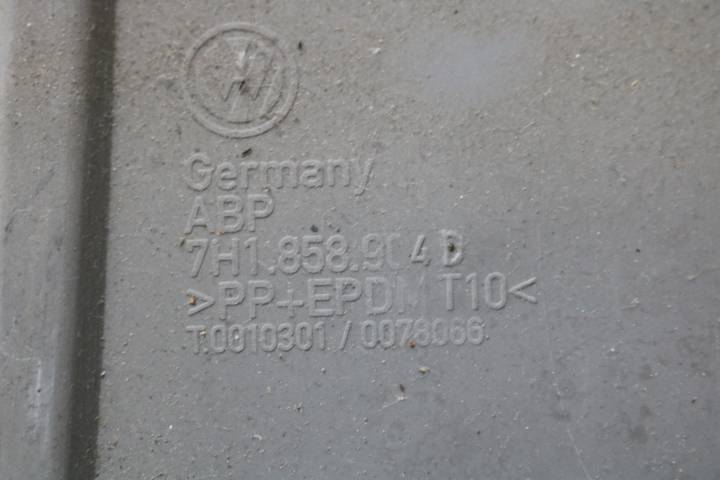 Germany
ABP
7H1.858.904 D
>PP+EPDM T10<
T.0010301 / 0078066